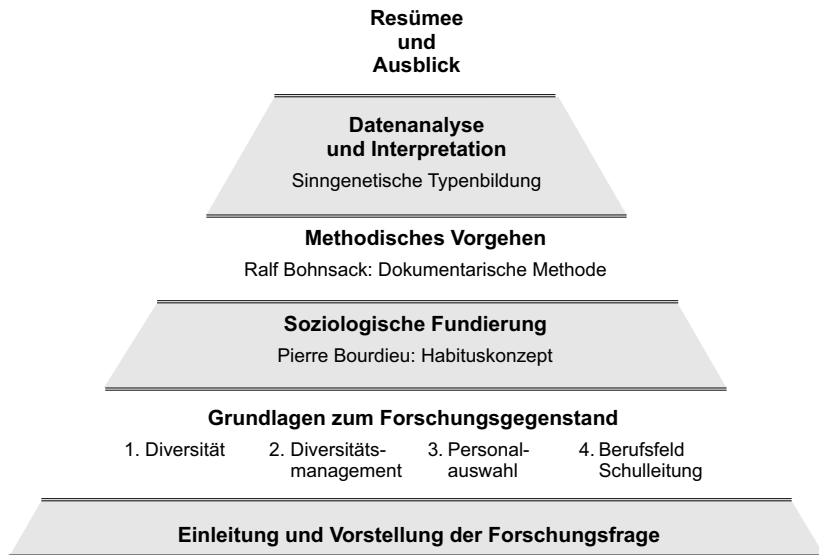 Resümee
und
Ausblick
Datenanalyse
und Interpretation
Sinngenetische Typenbildung
Methodisches Vorgehen
Ralf Bohnsack: Dokumentarische Methode
Soziologische Fundierung
Pierre Bourdieu: Habituskonzept
Grundlagen zum Forschungsgegenstand
1. Diversität
2. Diversitäts-
management
3. Personal-
auswahl
4. Berufsfeld
Schulleitung
Einleitung und Vorstellung der Forschungsfrage